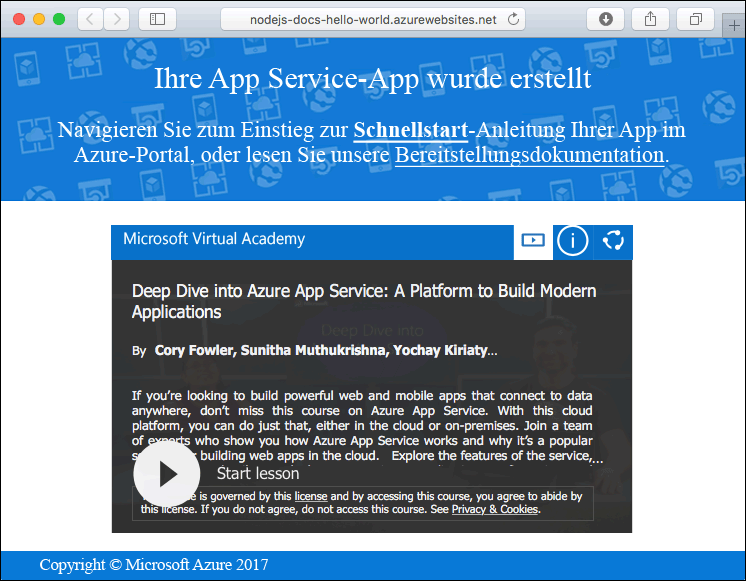 nodejs-docs-hello-world.azurewebsites.net
Ihre App Service-App wurde erstellt
Navigieren Sie zum Einstieg zur Schnellstart-Anleitung Ihrer App im
Azure-Portal, oder lesen Sie unsere Bereitstellungsdokumentation.
Microsoft Virtual Academy
Deep Dive into Azure App Service: A Platform to Build Modern
Applications
Deep Dive into
By Cory Fowler, Sunitha Muthukrishna, Yochay Kiriaty...
If you're looking to build powerful web and mobile apps that connect to data
anywhere, don't miss this course on Azure App Service. With this cloud
platform, you can do just that, either in the cloud or on-premises. Join a team
of experts who show you how Azure App Service works and why it's a popular
building web apps in the cloud. Explore the features of the service,...
Start lesson
is governed by this license and by accessing this course, you agree to abide by
this license. If you do not agree, do not access this course. See Privacy & Cookies.
Copyright © Microsoft Azure 2017